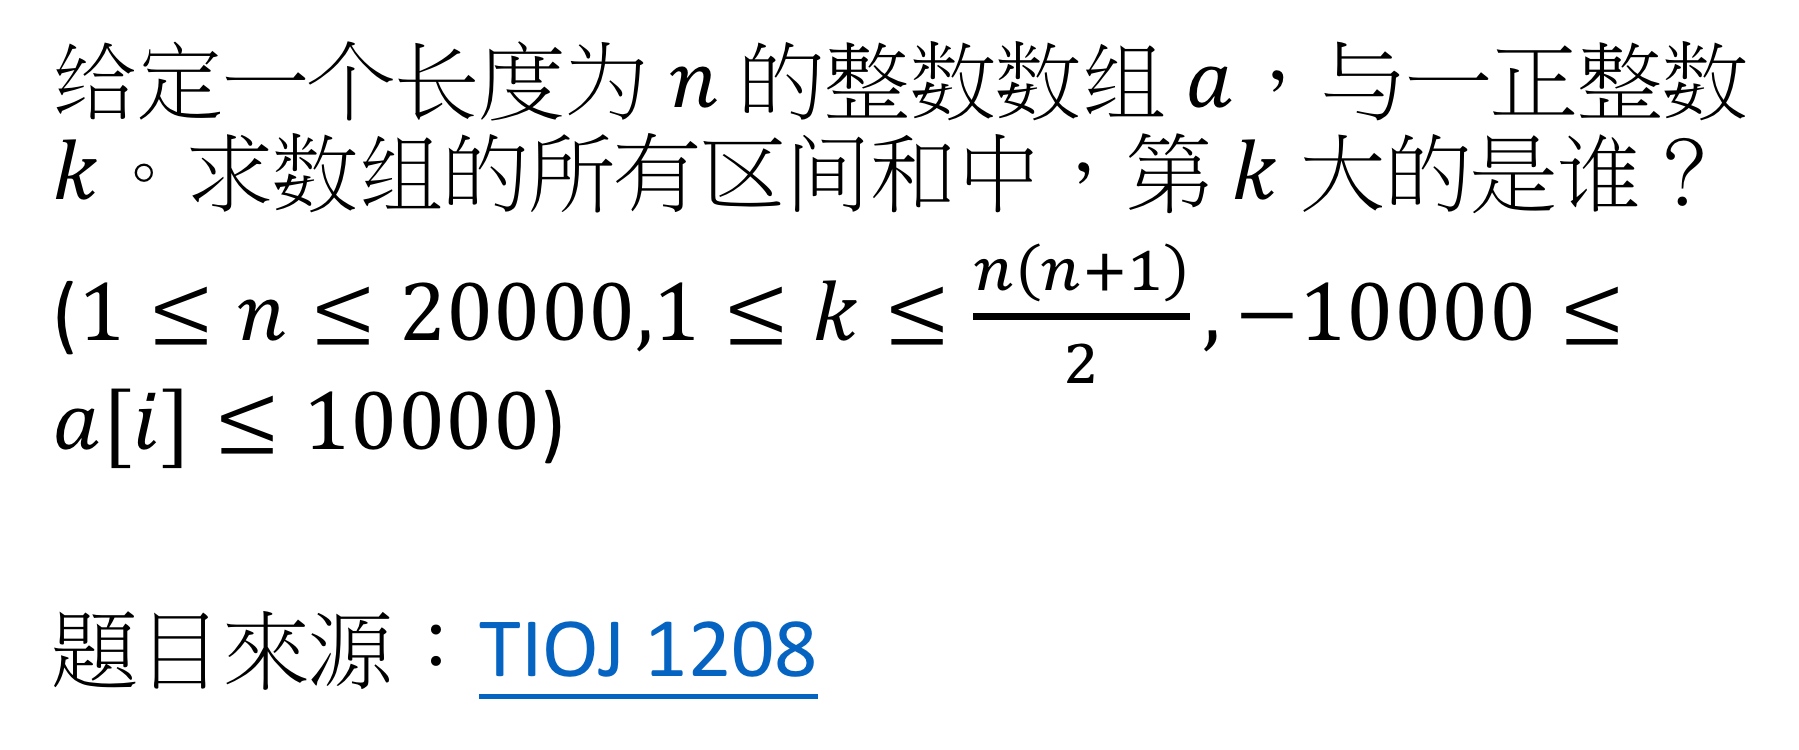 给定一个长度为 n 的整数数组 a，与一正整数
k。求数组的所有区间和中，第 k 大的是谁？
(1 ≤ n ≤ 20000,1 ≤ k ≤ n(n+1)/2, −10000 ≤
a[i] ≤ 10000)
題目來源：TIOJ 1208